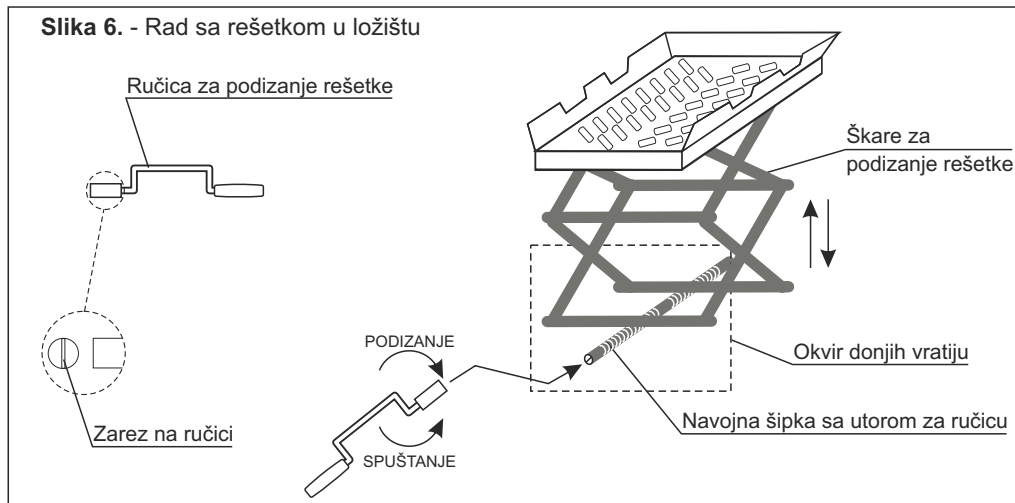 Slika 6. - Rad sa rešetkom u ložištu
Ručica za podizanje rešetke
Škare za
podizanje rešetke
PODIZANJE
Okvir donjih vratiju
Navojna šipka sa utorom za ručicu
Zarez na ručici
SPUŠTANJE